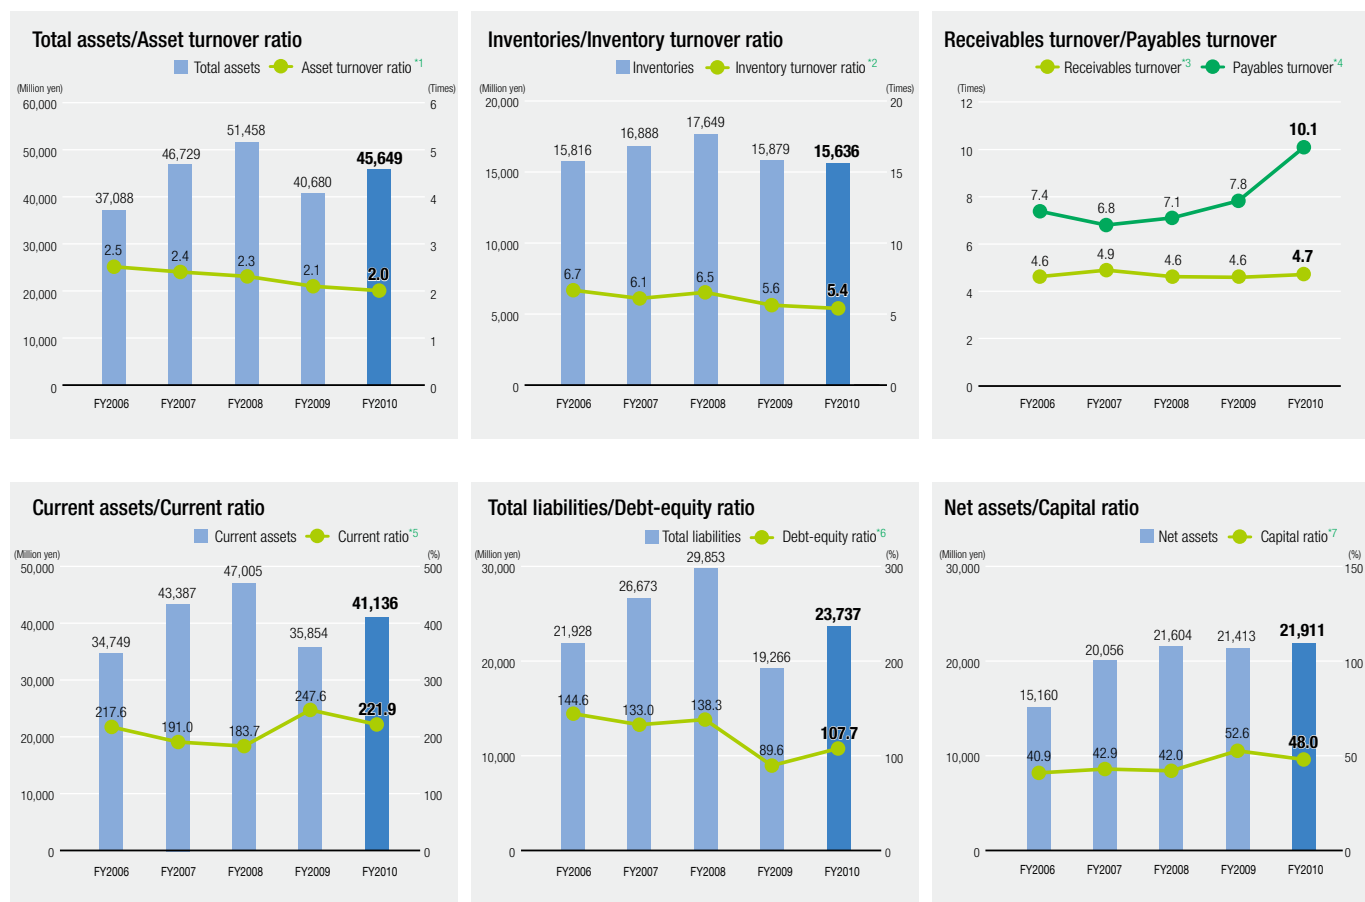 Total assets/Asset turnover ratio
Total assets Asset turnover ratio *1
(Million yen) (Times)
60,000 6
51,458
50,000 46,729 45,649 5
40,680
40,000 37,088 4
30,000 3
2.5 2.4 2.3 2.1 2.0
20,000 2
10,000 1
0 0
FY2006 FY2007 FY2008 FY2009 FY2010
Inventories/Inventory turnover ratio
Inventories Inventory turnover ratio *2
(Million yen) (Times)
20,000 20
17,649
16,888
15,816 15,879 15,636
15,000 15
10,000 10
6.7 6.1 6.5 5.6 5.4
5,000 5
0 0
FY2006 FY2007 FY2008 FY2009 FY2010
Receivables turnover/Payables turnover
Receivables turnover*3 Payables turnover*4
(Times)
12
10.1
10
7.4 6.8 7.1 7.8
8
6
4.6 4.9 4.6 4.6 4.7
4
2
0
FY2006 FY2007 FY2008 FY2009 FY2010
Current assets/Current ratio
Current assets Current ratio*5
(Million yen) (%)
50,000 500
47,005
43,387 41,136
40,000 400
34,749 35,854
30,000 300
217.6 191.0 183.7 247.6 221.9
20,000 200
10,000 100
0 0
FY2006 FY2007 FY2008 FY2009 FY2010
Total liabilities/Debt-equity ratio
Total liabilities Debt-equity ratio*6
(Million yen) (%)
29,853
30,000 300
26,673
21,928 23,737
20,000 19,266 200
144.6 133.0 138.3 89.6 107.7
10,000 100
0 0
FY2006 FY2007 FY2008 FY2009 FY2010
Net assets/Capital ratio
Net assets Capital ratio*7
(Million yen) (%)
30,000 150
20,056 21,604 21,413 21,911
20,000 100
15,160
40.9 42.9 42.0 52.6 48.0
10,000 50
0 0
FY2006 FY2007 FY2008 FY2009 FY2010